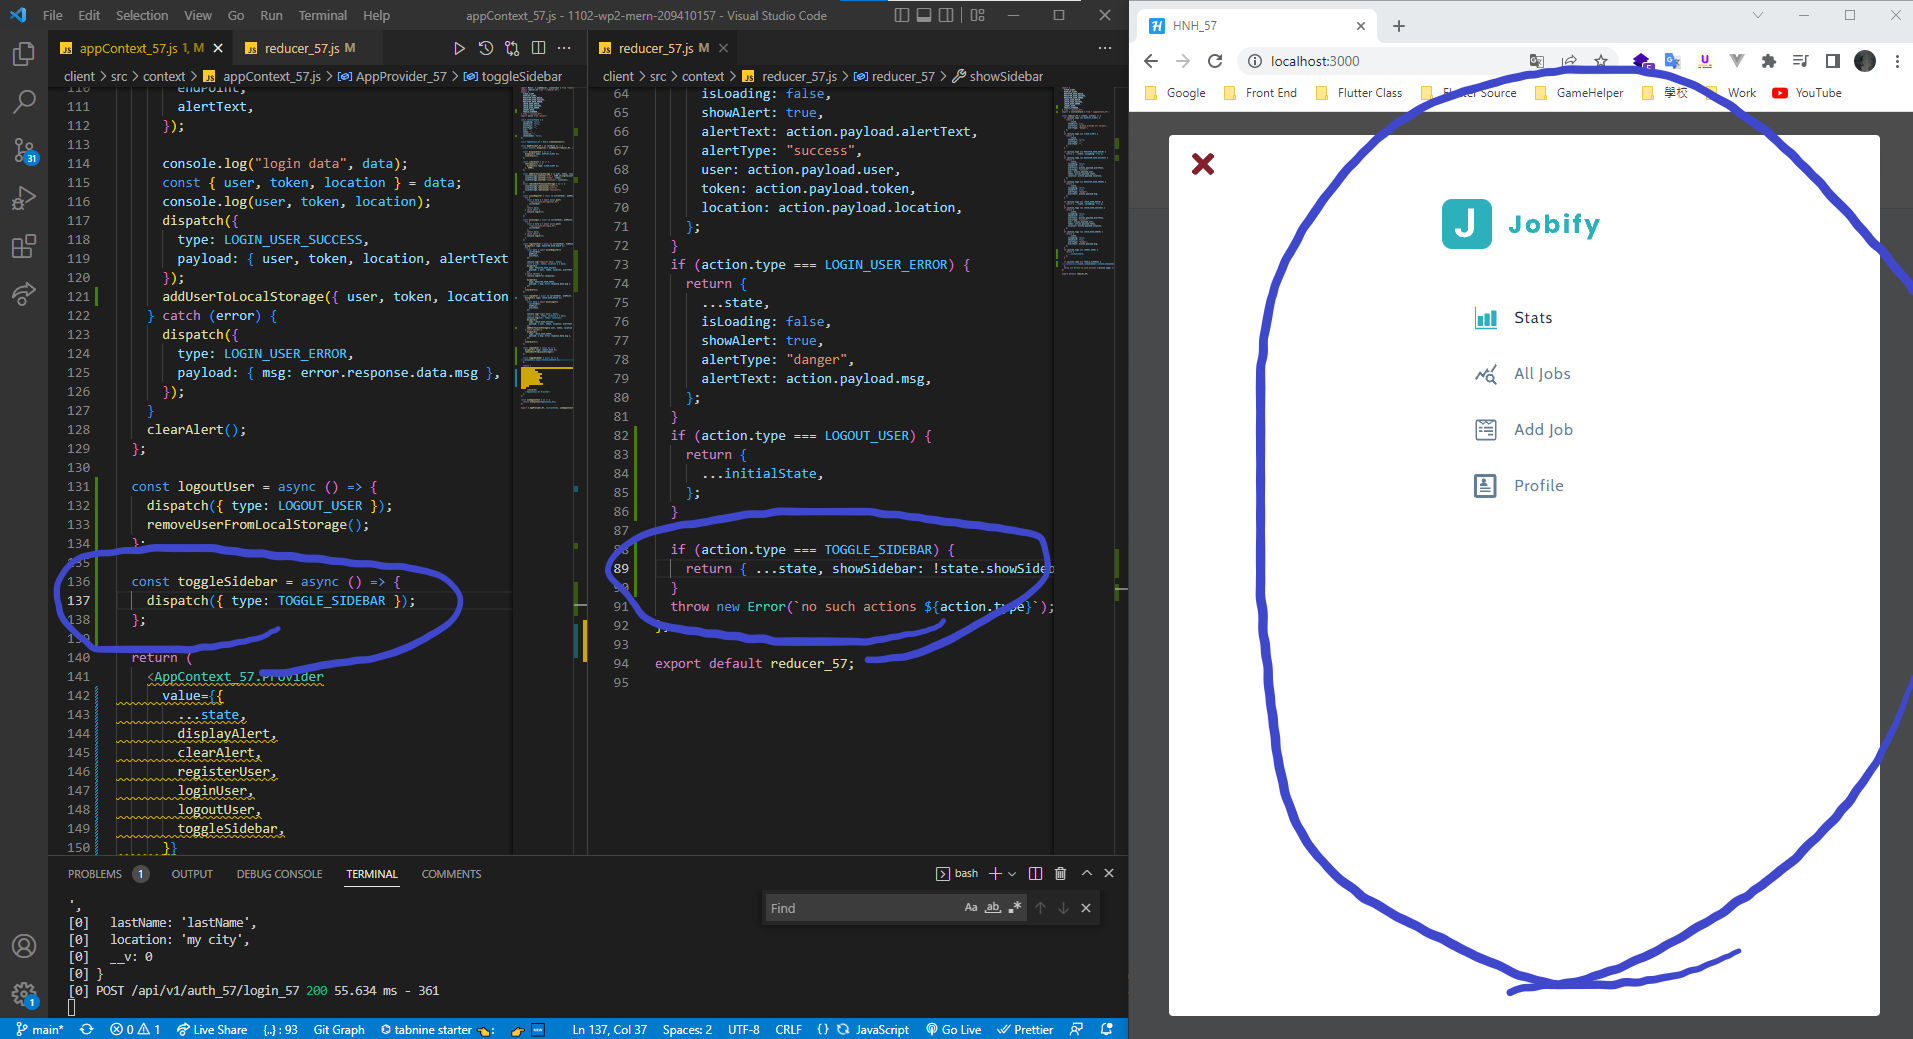 File Edit Selection View Go Run Terminal Help
appContext_57.js - 1102-wp2-mern-209410157 - Visual Studio Code
appContext_57.js 1, M
reducer_57.js M
client > src > context > appContext_57.js > AppProvider_57 > toggleSidebar
110 endPoint,
111 alertText,
112 });
113
114 console.log("login data", data);
115 const { user, token, location } = data;
116 console.log(user, token, location);
117 dispatch({
118 type: LOGIN_USER_SUCCESS,
119 payload: { user, token, location, alertText
120 });
121 addUserToLocalStorage({ user, token, location
122 } catch (error) {
123 dispatch({
124 type: LOGIN_USER_ERROR,
125 payload: { msg: error.response.data.msg },
126 });
127 }
128 clearAlert();
129 };
130
131 const logoutUser = async () => {
132 dispatch({ type: LOGOUT_USER });
133 removeUserFromLocalStorage();
134 };
135
136 const toggleSidebar = async () => {
137 dispatch({ type: TOGGLE_SIDEBAR });
138 };
139
140 return (
141 <AppContext_57.Provider
142 value={{
143 ...state,
144 displayAlert,
145 clearAlert,
146 registerUser,
147 loginUser,
148 logoutUser,
149 toggleSidebar,
150 }}
reducer_57.js M
client > src > context > reducer_57.js > reducer_57 > showSidebar
64 isLoading: false,
65 showAlert: true,
66 alertText: action.payload.alertText,
67 alertType: "success",
68 user: action.payload.user,
69 token: action.payload.token,
70 location: action.payload.location,
71 };
72 }
73 if (action.type === LOGIN_USER_ERROR) {
74 return {
75 ...state,
76 isLoading: false,
77 showAlert: true,
78 alertType: "danger",
79 alertText: action.payload.msg,
80 };
81 }
82 if (action.type === LOGOUT_USER) {
83 return {
84 ...initialState,
85 };
86 }
87
88 if (action.type === TOGGLE_SIDEBAR) {
89 return { ...state, showSidebar: !state.showSideb
90 }
91 throw new Error(`no such actions ${action.type}`);
92 };
93
94 export default reducer_57;
95
PROBLEMS 1 OUTPUT DEBUG CONSOLE TERMINAL COMMENTS
bash
Find
Aa ab
',
[0] lastName: 'lastName',
[0] location: 'my city',
[0] __v: 0
[0] }
[0] POST /api/v1/auth_57/login_57 200 55.634 ms - 361
31
1
main* 0 1 Live Share {..} : 93 Git Graph tabnine starter Ln 137, Col 37 Spaces: 2 UTF-8 CRLF {} JavaScript Go Live Prettier
HNH_57
localhost:3000
Google Front End Flutter Class Flutter Source GameHelper 學校 Work YouTube
J Jobify
Stats
All Jobs
Add Job
Profile